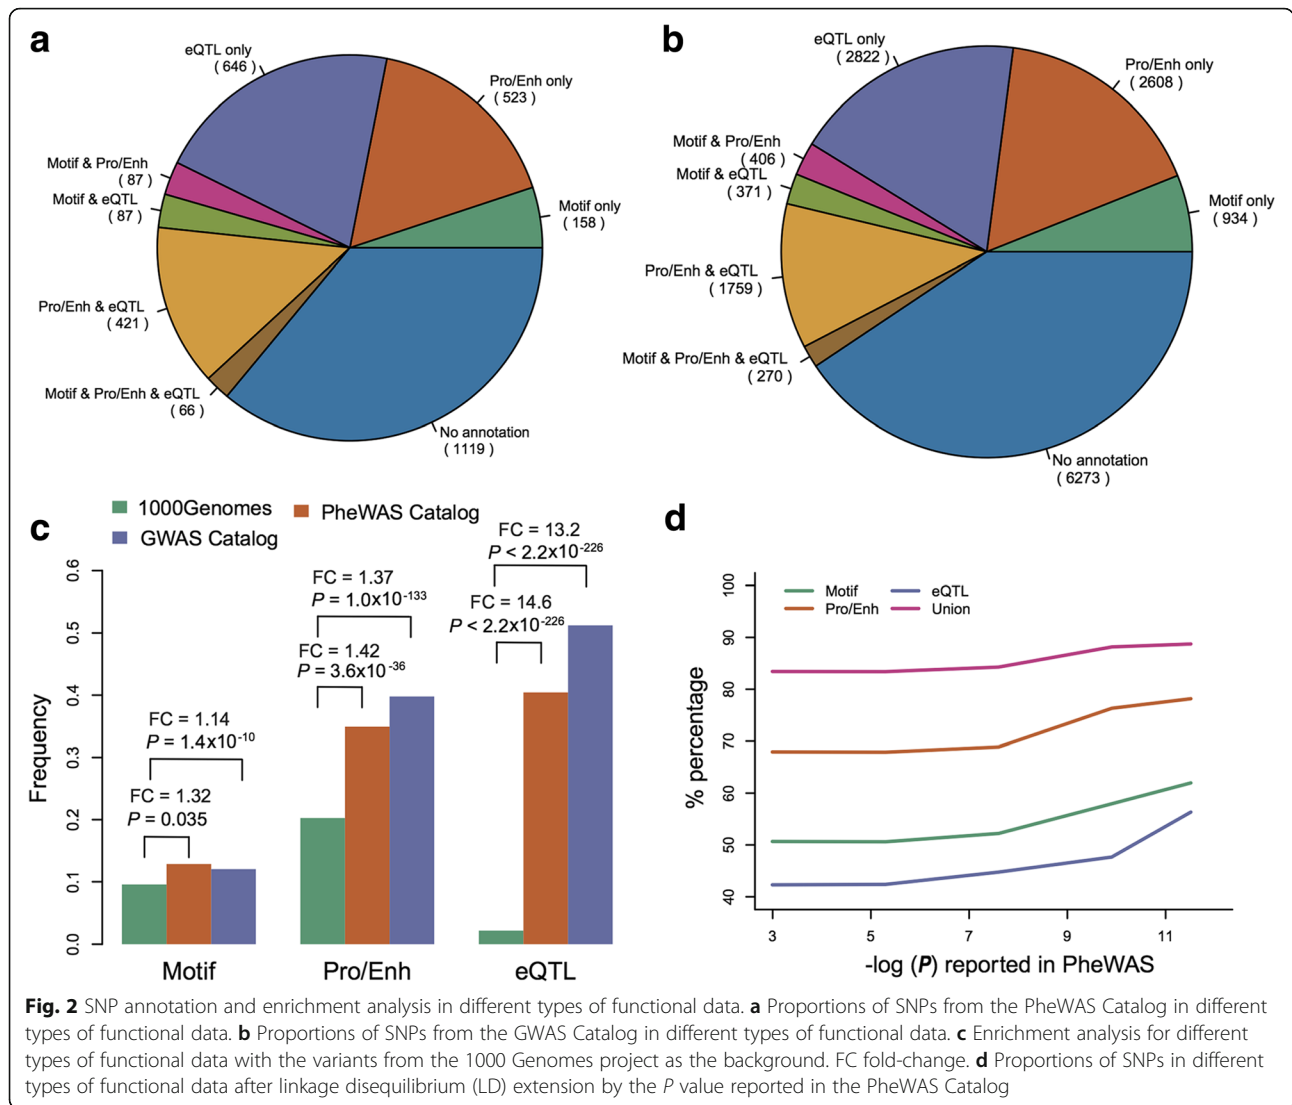 a
eQTL only
( 646 )
Pro/Enh only
( 523 )
Motif & Pro/Enh
( 87 )
Motif & eQTL
( 87 )
Motif only
( 158 )
Pro/Enh & eQTL
( 421 )
Motif & Pro/Enh & eQTL
( 66 )
No annotation
( 1119 )
b
eQTL only
( 2822 )
Pro/Enh only
( 2608 )
Motif & Pro/Enh
( 406 )
Motif & eQTL
( 371 )
Motif only
( 934 )
Pro/Enh & eQTL
( 1759 )
Motif & Pro/Enh & eQTL
( 270 )
No annotation
( 6273 )
c
1000Genomes
PheWAS Catalog
GWAS Catalog
Frequency
0.6
0.5
0.4
0.3
0.2
0.1
0.0
FC = 1.14
P = 1.4x10-10
FC = 1.32
P = 0.035
FC = 1.37
P = 1.0x10-133
FC = 1.42
P = 3.6x10-36
FC = 13.2
P < 2.2x10-226
FC = 14.6
P <2.2x10-226
Motif
Pro/Enh
eQTL
d
Motif
eQTL
Pro/Enh
Union
% percentage
100
90
80
70
60
50
40
3
5
7
9
11
-log (P) reported in PheWAS
Fig. 2 SNP annotation and enrichment analysis in different types of functional data. a Proportions of SNPs from the PheWAS Catalog in different
types of functional data. b Proportions of SNPs from the GWAS Catalog in different types of functional data. c Enrichment analysis for different
types of functional data with the variants from the 1000 Genomes project as the background. FC fold-change. d Proportions of SNPs in different
types of functional data after linkage disequilibrium (LD) extension by the P value reported in the PheWAS Catalog